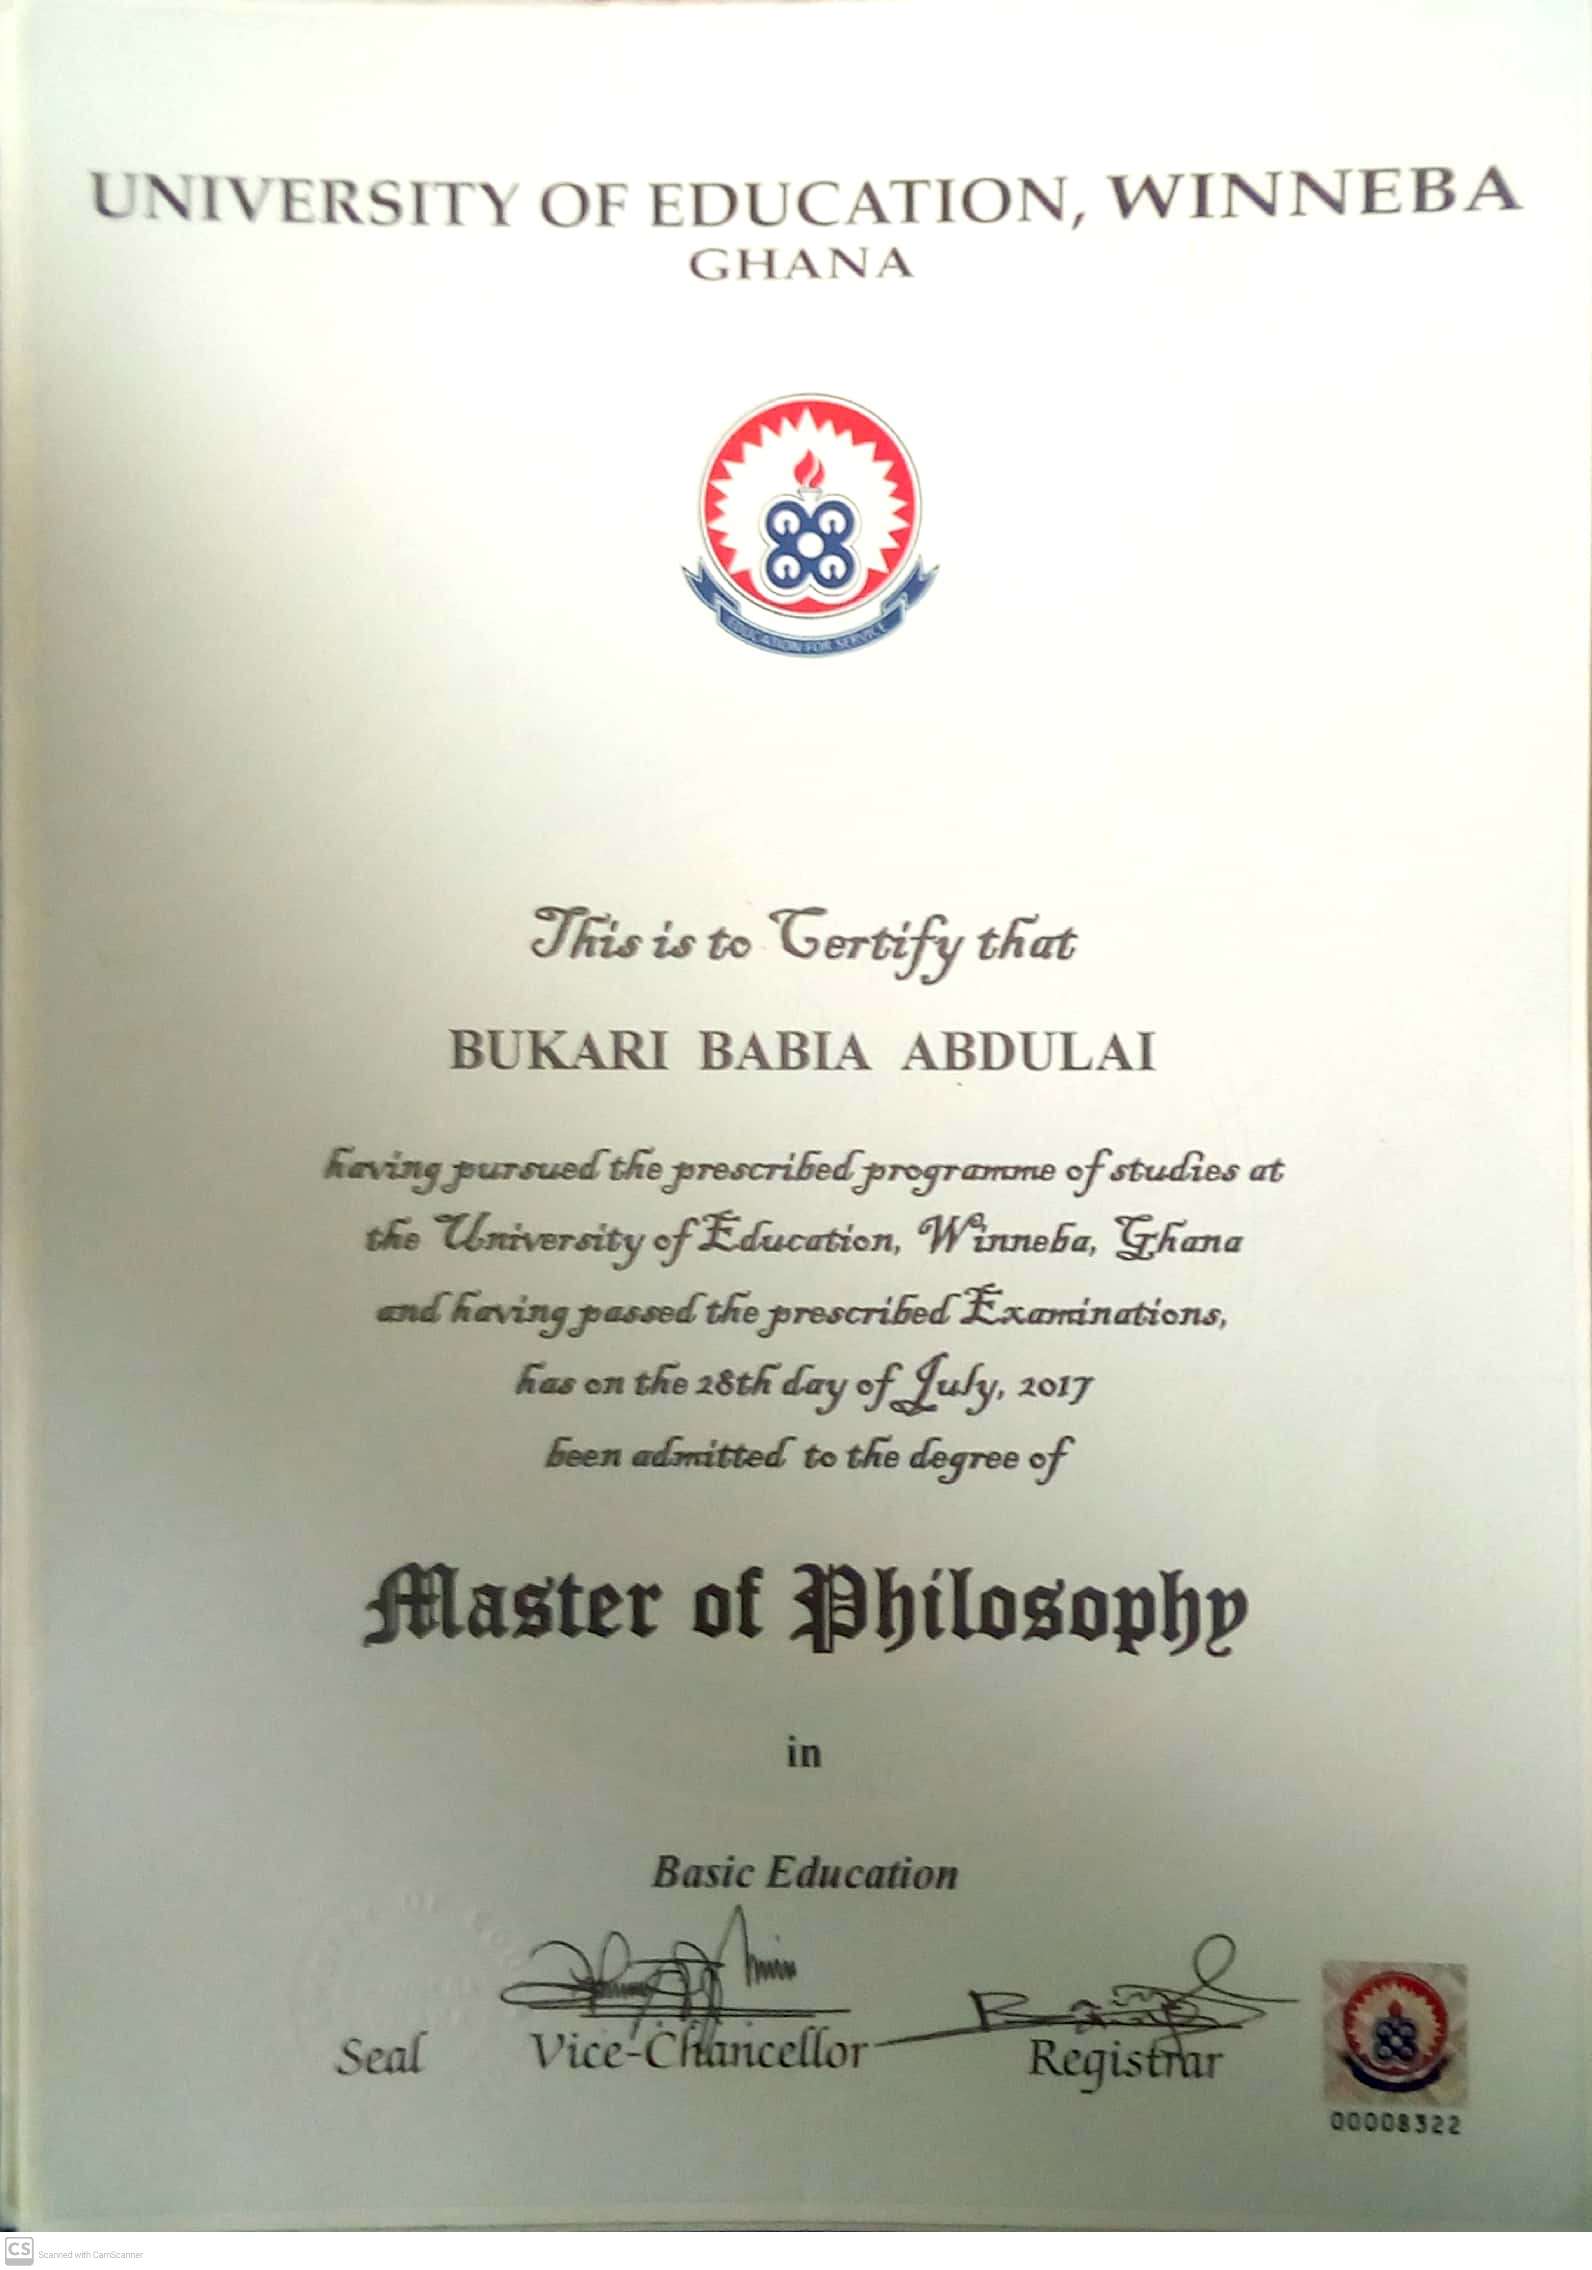 UNIVERSITY OF EDUCATION, WINNEBA
GHANA
EDUCATION FOR SERVICE
This is to Certify that
BUKARI BABIA ABDULAI
having pursued the prescribed programme of studies at
the University of Education, Winneba, Ghana
and having passed the prescribed Examinations,
has on the 28th day of July, 2017
been admitted to the degree of
Master of Philosophy
in
Basic Education
Seal
Vice-Chancellor
Registrar
00008322
CS Scanned with CamScanner